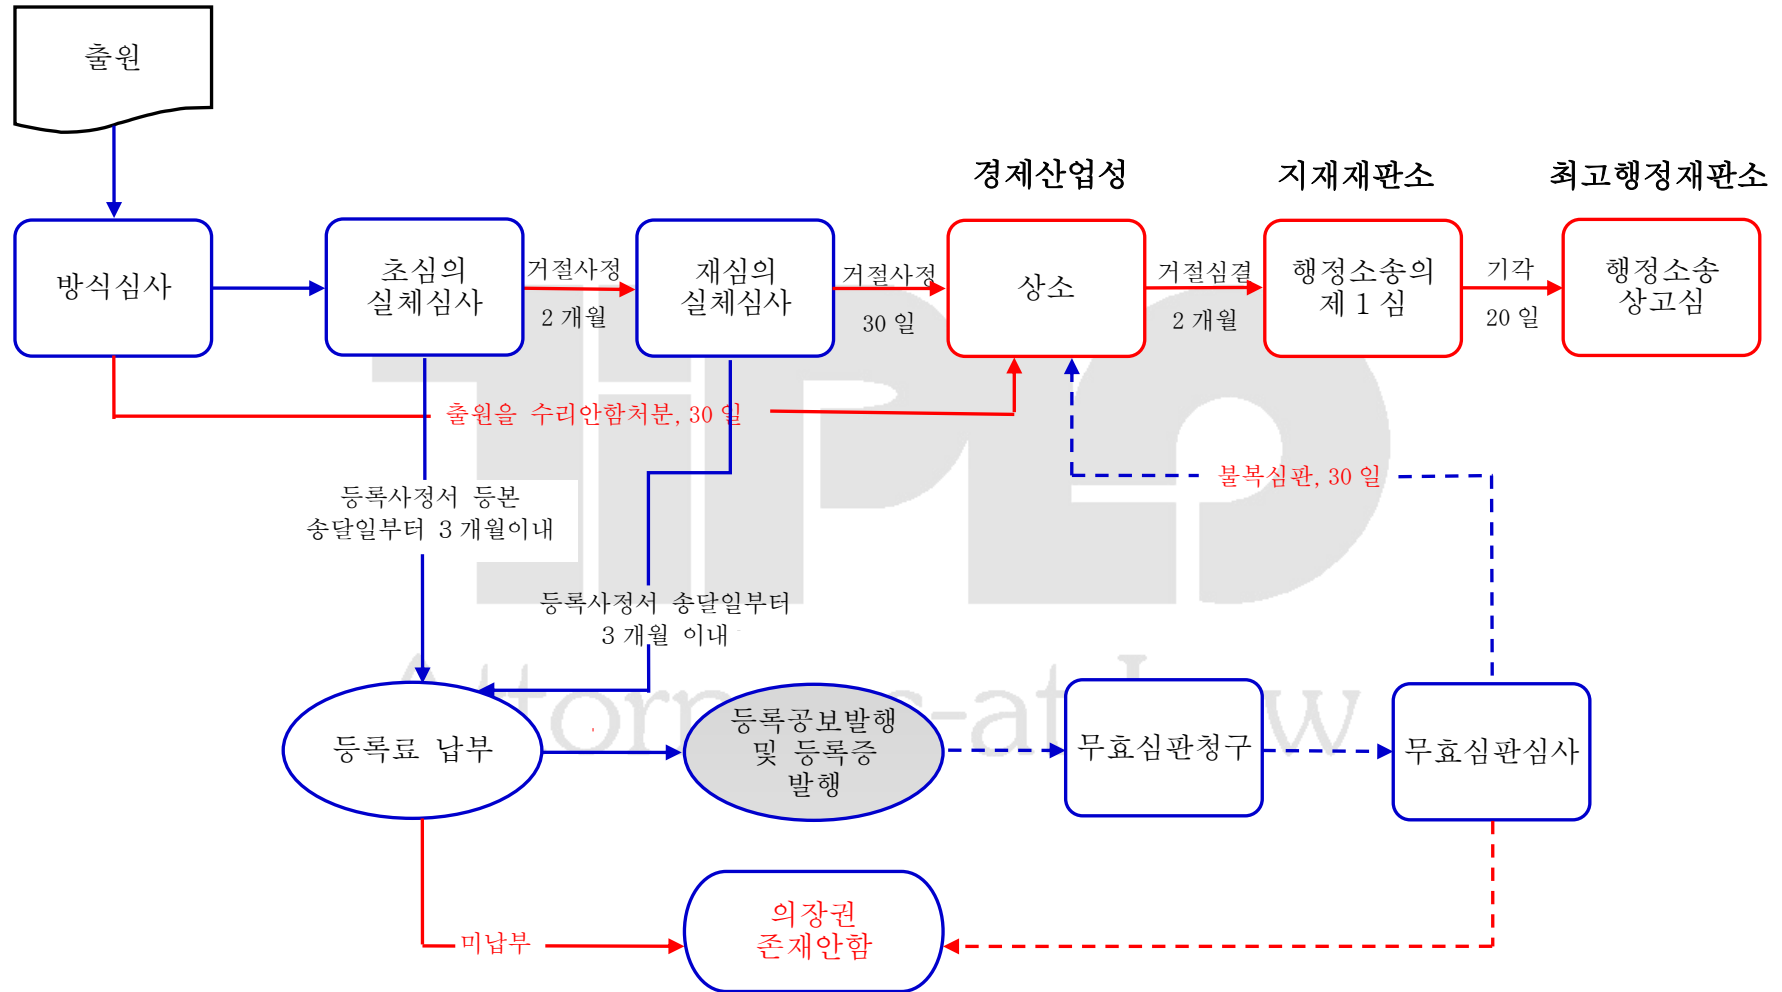 출원
경제산업성
지재재판소
최고행정재판소
방식심사
초심의
실체심사
거절사정
2 개월
재심의
실체심사
거절사정
30 일
상소
거절심결
2 개월
행정소송의
제 1 심
기각
20 일
행정소송
상고심
출원을 수리안함처분, 30 일
불복심판, 30 일
등록사정서 등본
송달일부터 3 개월이내
등록사정서 송달일부터
3 개월 이내
TIPLO
Attorneys-at-Law
등록료 납부
등록공보발행
및 등록증
발행
무효심판청구
무효심판심사
미납부
의장권
존재안함